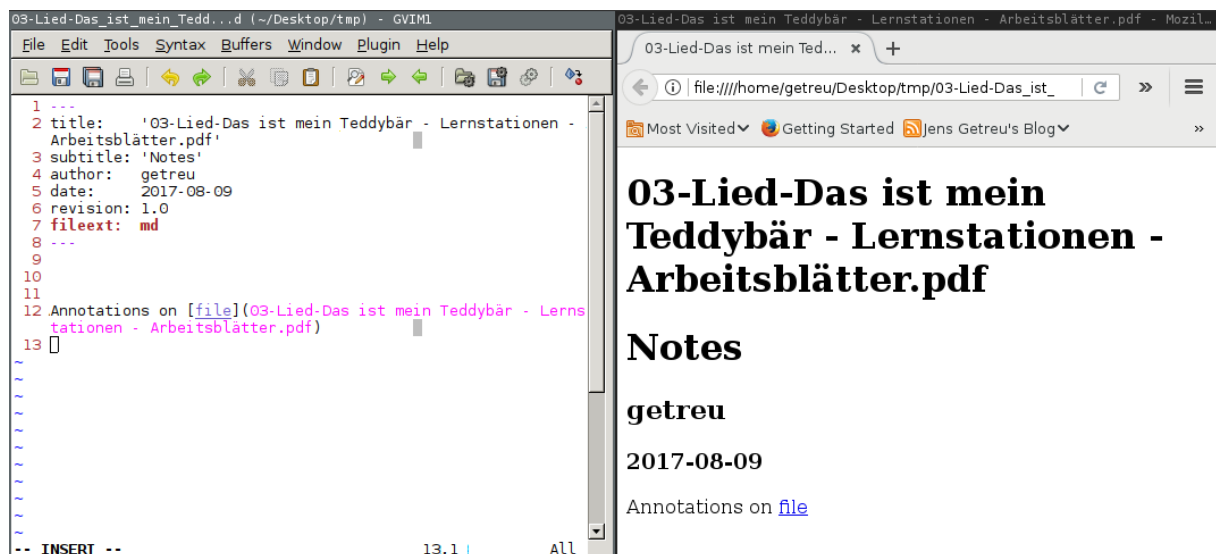 03-Lied-Das_ist_mein_Tedd...d (~/Desktop/tmp) - GVIM1
File Edit Tools Syntax Buffers Window Plugin Help
1 ---
2 title:    '03-Lied-Das ist mein Teddybär - Lernstationen -
Arbeitsblätter.pdf'
3 subtitle: 'Notes'
4 author:   getreu
5 date:     2017-08-09
6 revision: 1.0
7 fileext:  md
8 ---
9
10
11
12 Annotations on [file](03-Lied-Das ist mein Teddybär - Lerns
tationen - Arbeitsblätter.pdf)
13
~
~
~
~
~
~
~
~
~
~
~
-- INSERT -- 13,1 All
03-Lied-Das ist mein Teddybär - Lernstationen - Arbeitsblätter.pdf - Mozil…
03-Lied-Das ist mein Ted... × +
file:////home/getreu/Desktop/tmp/03-Lied-Das_ist_ »
Most Visited Getting Started Jens Getreu's Blog »
03-Lied-Das ist mein
Teddybär - Lernstationen -
Arbeitsblätter.pdf
Notes
getreu
2017-08-09
Annotations on file